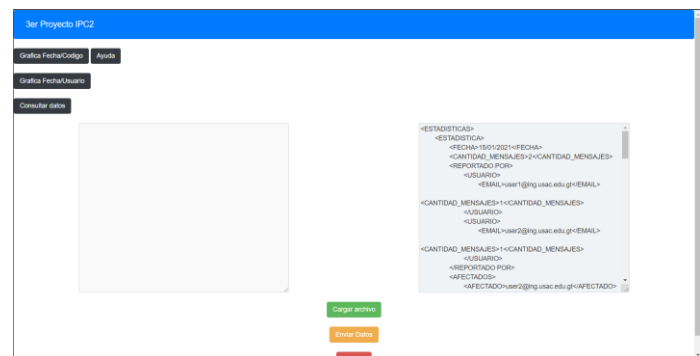 3er Proyecto IPC2
Grafica Fecha/Codigo Ayuda
Grafica Fecha/Usuario
Consultar datos
<ESTADISTICAS>
<ESTADISTICA>
<FECHA>15/01/2021</FECHA>
<CANTIDAD_MENSAJES>2</CANTIDAD_MENSAJES>
<REPORTADO POR>
<USUARIO>
<EMAIL>user1@ing.usac.edu.gt</EMAIL>
<CANTIDAD_MENSAJES>1</CANTIDAD_MENSAJES>
</USUARIO>
<USUARIO>
<EMAIL>user2@ing.usac.edu.gt</EMAIL>
<CANTIDAD_MENSAJES>1</CANTIDAD_MENSAJES>
</USUARIO>
</REPORTADO POR>
<AFECTADOS>
<AFECTADO>user2@ing.usac.edu.gt</AFECTADO>
Cargar archivo
Enviar Datos